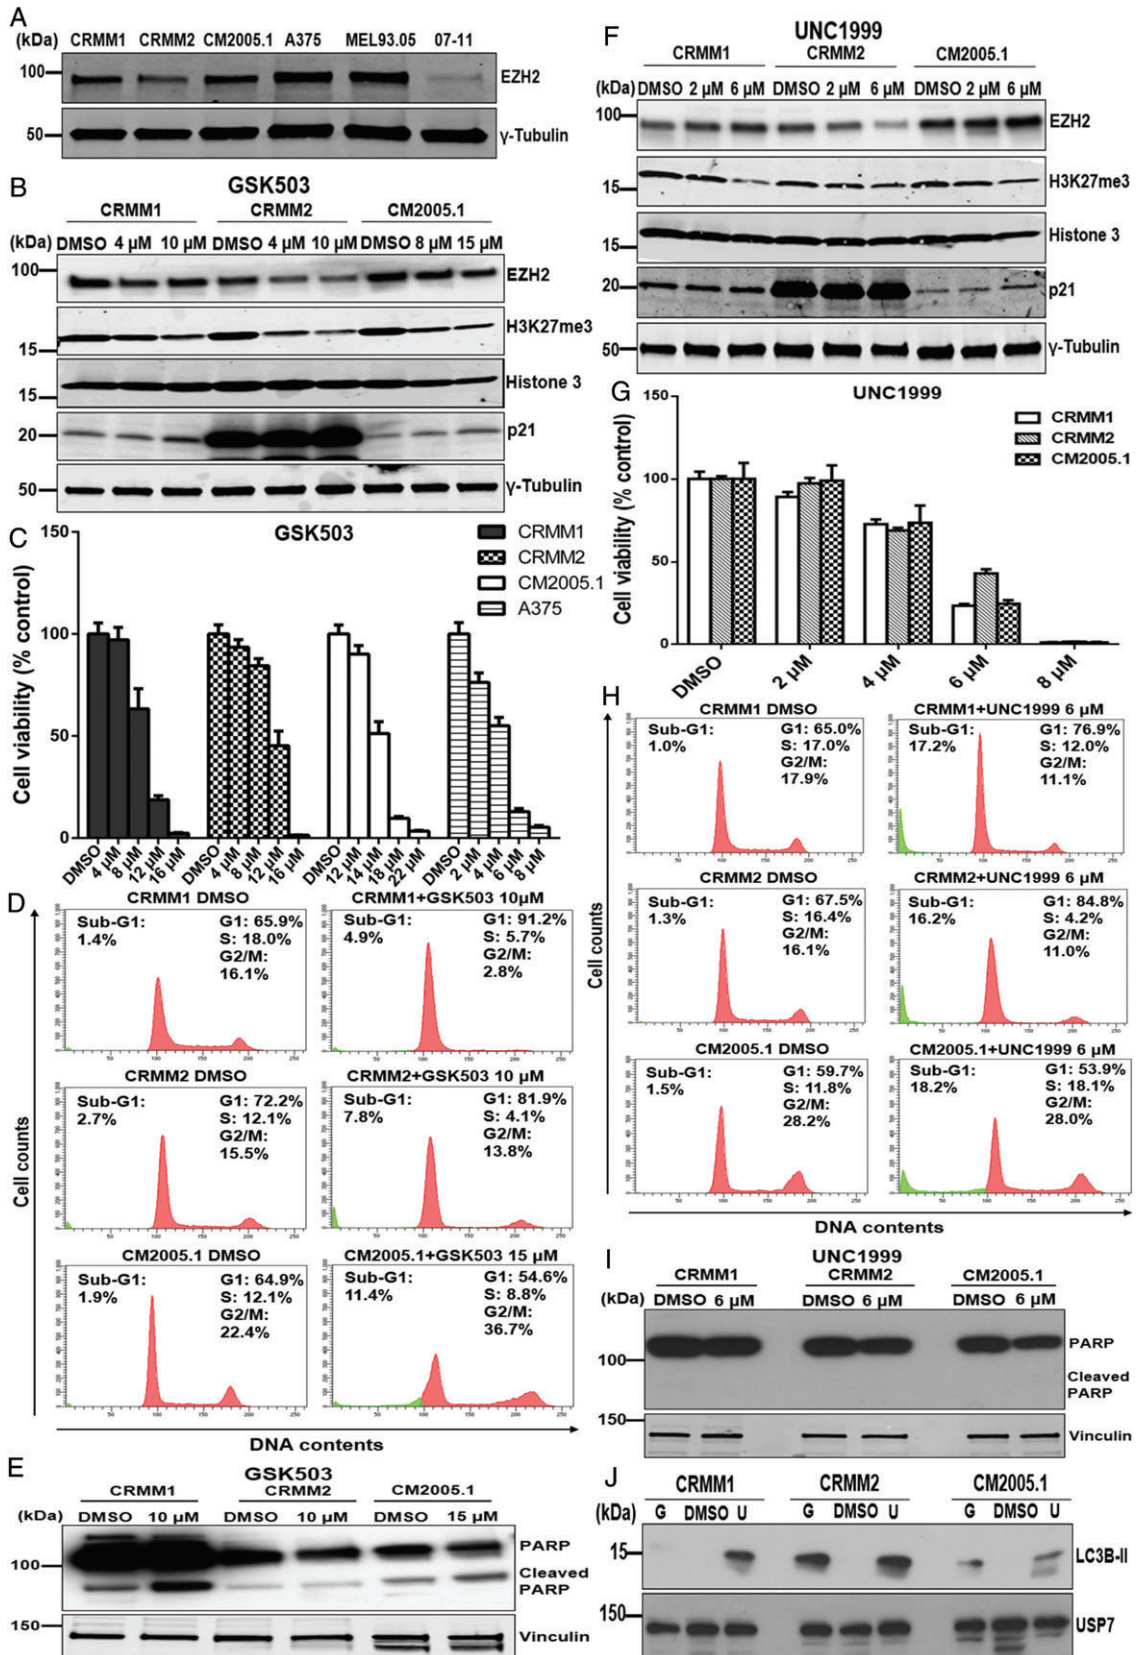 A
(kDa) CRMM1 CRMM2 CM2005.1 A375 MEL93.05 07-11
100 EZH2
50 γ-Tubulin
B
GSK503
CRMM1 CRMM2 CM2005.1
(kDa) DMSO 4 μM 10 μM DMSO 4 μM 10 μM DMSO 8 μM 15 μM
100 EZH2
H3K27me3
15
Histone 3
15
p21
20
50 γ-Tubulin
C
GSK503
Cell viability (% control)
150
100
50
0
CRMM1
CRMM2
CM2005.1
A375
DMSO 4 μM 8 μM 12 μM 16 μM DMSO 4 μM 8 μM 12 μM 16 μM DMSO 12 μM 14 μM 18 μM 22 μM DMSO 2 μM 4 μM 6 μM 8 μM
D
Cell counts
CRMM1 DMSO
Sub-G1: G1: 65.9%
1.4% S: 18.0%
G2/M:
16.1%
CRMM1+GSK503 10μM
Sub-G1: G1: 91.2%
4.9% S: 5.7%
G2/M:
2.8%
CRMM2 DMSO
Sub-G1: G1: 72.2%
2.7% S: 12.1%
G2/M:
15.5%
CRMM2+GSK503 10 μM
Sub-G1: G1: 81.9%
7.8% S: 4.1%
G2/M:
13.8%
CM2005.1 DMSO
Sub-G1: G1: 64.9%
1.9% S: 12.1%
G2/M:
22.4%
CM2005.1+GSK503 15 μM
Sub-G1: G1: 54.6%
11.4% S: 8.8%
G2/M:
36.7%
DNA contents
E
GSK503
CRMM1 CRMM2 CM2005.1
(kDa) DMSO 10 μM DMSO 10 μM DMSO 15 μM
PARP
100
Cleaved
PARP
150
Vinculin
F
UNC1999
CRMM1 CRMM2 CM2005.1
(kDa) DMSO 2 μM 6 μM DMSO 2 μM 6 μM DMSO 2 μM 6 μM
100 EZH2
H3K27me3
15
Histone 3
15
20 p21
50 γ-Tubulin
G
UNC1999
Cell viability (% control)
150
100
50
0
CRMM1
CRMM2
CM2005.1
DMSO 2 μM 4 μM 6 μM 8 μM
H
Cell counts
CRMM1 DMSO
Sub-G1: G1: 65.0%
1.0% S: 17.0%
G2/M:
17.9%
CRMM1+UNC1999 6 μM
Sub-G1: G1: 76.9%
17.2% S: 12.0%
G2/M:
11.1%
CRMM2 DMSO
Sub-G1: G1: 67.5%
1.3% S: 16.4%
G2/M:
16.1%
CRMM2+UNC1999 6 μM
Sub-G1: G1: 84.8%
16.2% S: 4.2%
G2/M:
11.0%
CM2005.1 DMSO
Sub-G1: G1: 59.7%
1.5% S: 11.8%
G2/M:
28.2%
CM2005.1+UNC1999 6 μM
Sub-G1: G1: 53.9%
18.2% S: 18.1%
G2/M:
28.0%
DNA contents
I
UNC1999
CRMM1 CRMM2 CM2005.1
(kDa) DMSO 6 μM DMSO 6 μM DMSO 6 μM
PARP
100
Cleaved
PARP
150
Vinculin
J
CRMM1 CRMM2 CM2005.1
(kDa) G DMSO U G DMSO U G DMSO U
15 LC3B-II
150 USP7